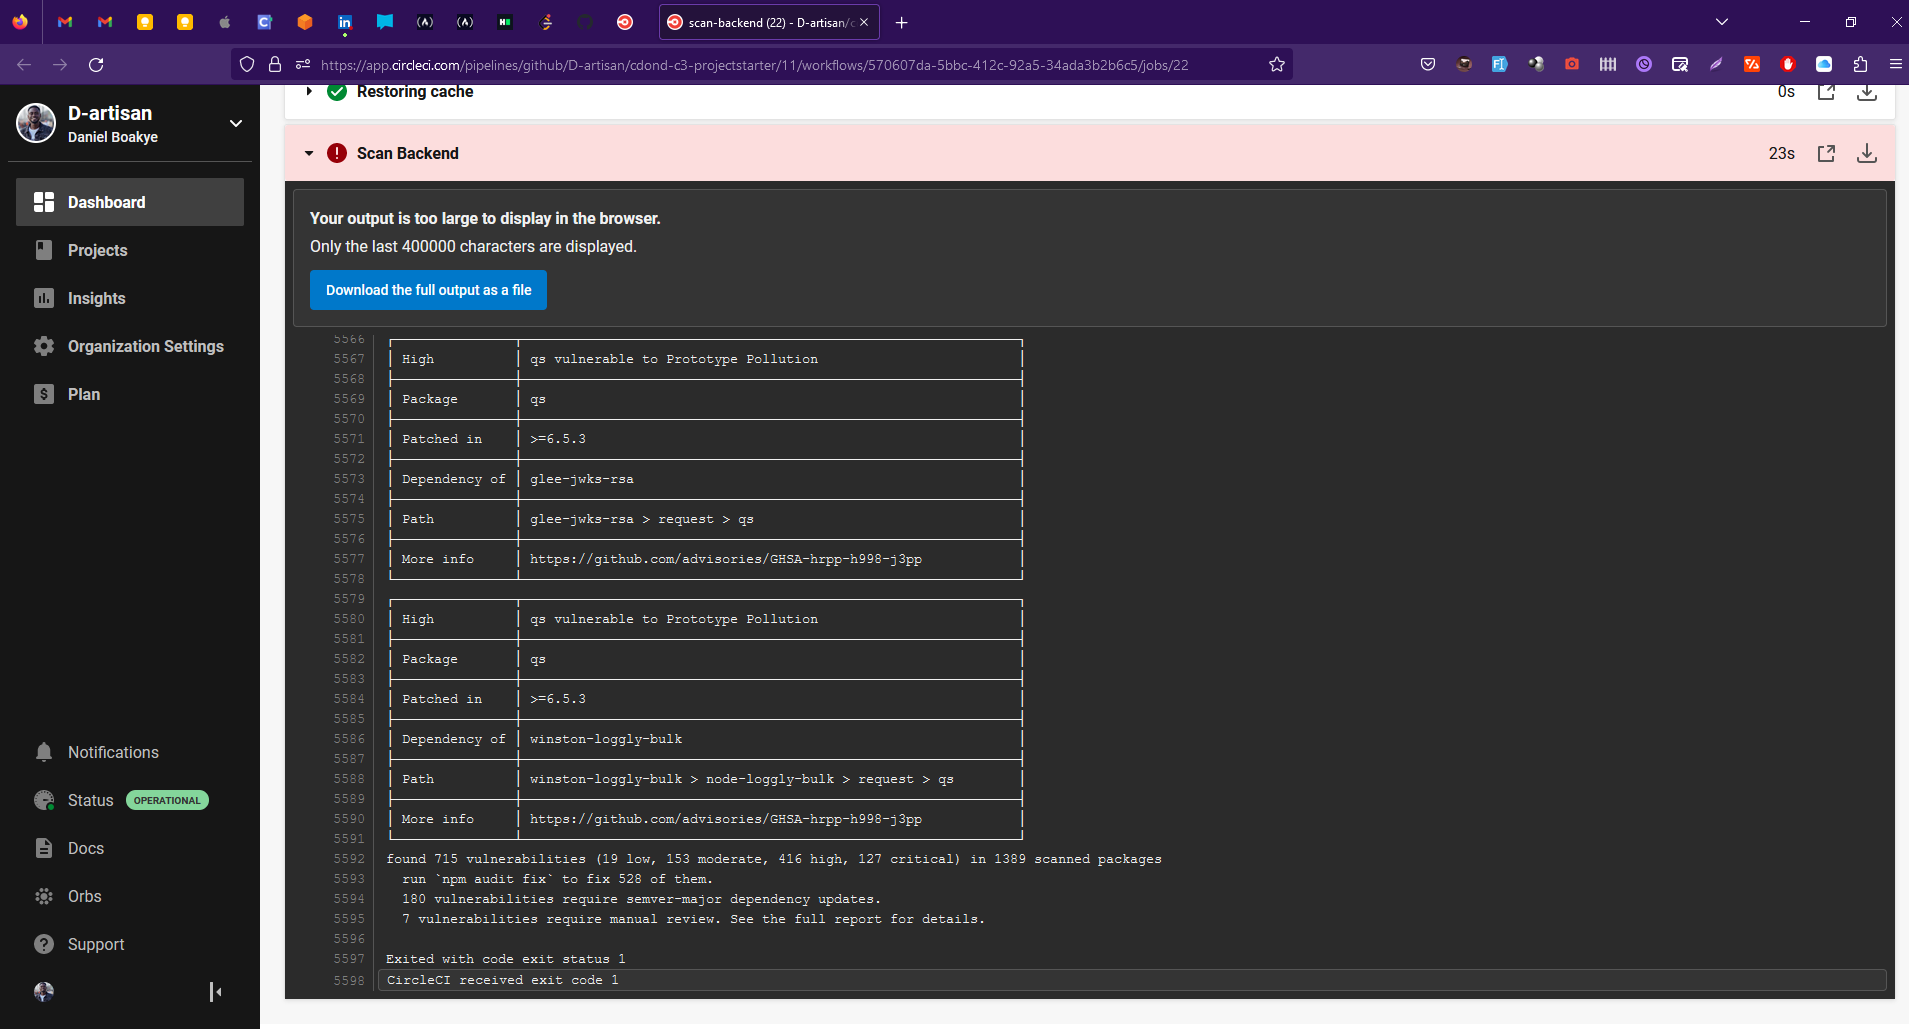 scan-backend (22) - D-artisan/c
https://app.circleci.com/pipelines/github/D-artisan/cdond-c3-projectstarter/11/workflows/570607da-5bbc-412c-92a5-34ada3b2b6c5/jobs/22
D-artisan
Daniel Boakye
Dashboard
Projects
Insights
Organization Settings
Plan
Notifications
Status OPERATIONAL
Docs
Orbs
Support
Restoring cache 0s
Scan Backend 23s
Your output is too large to display in the browser.
Only the last 400000 characters are displayed.
Download the full output as a file
5566
5567 High qs vulnerable to Prototype Pollution
5568
5569 Package qs
5570
5571 Patched in >=6.5.3
5572
5573 Dependency of glee-jwks-rsa
5574
5575 Path glee-jwks-rsa > request > qs
5576
5577 More info https://github.com/advisories/GHSA-hrpp-h998-j3pp
5578
5579
5580 High qs vulnerable to Prototype Pollution
5581
5582 Package qs
5583
5584 Patched in >=6.5.3
5585
5586 Dependency of winston-loggly-bulk
5587
5588 Path winston-loggly-bulk > node-loggly-bulk > request > qs
5589
5590 More info https://github.com/advisories/GHSA-hrpp-h998-j3pp
5591
5592 found 715 vulnerabilities (19 low, 153 moderate, 416 high, 127 critical) in 1389 scanned packages
5593 run `npm audit fix` to fix 528 of them.
5594 180 vulnerabilities require semver-major dependency updates.
5595 7 vulnerabilities require manual review. See the full report for details.
5596
5597 Exited with code exit status 1
5598 CircleCI received exit code 1